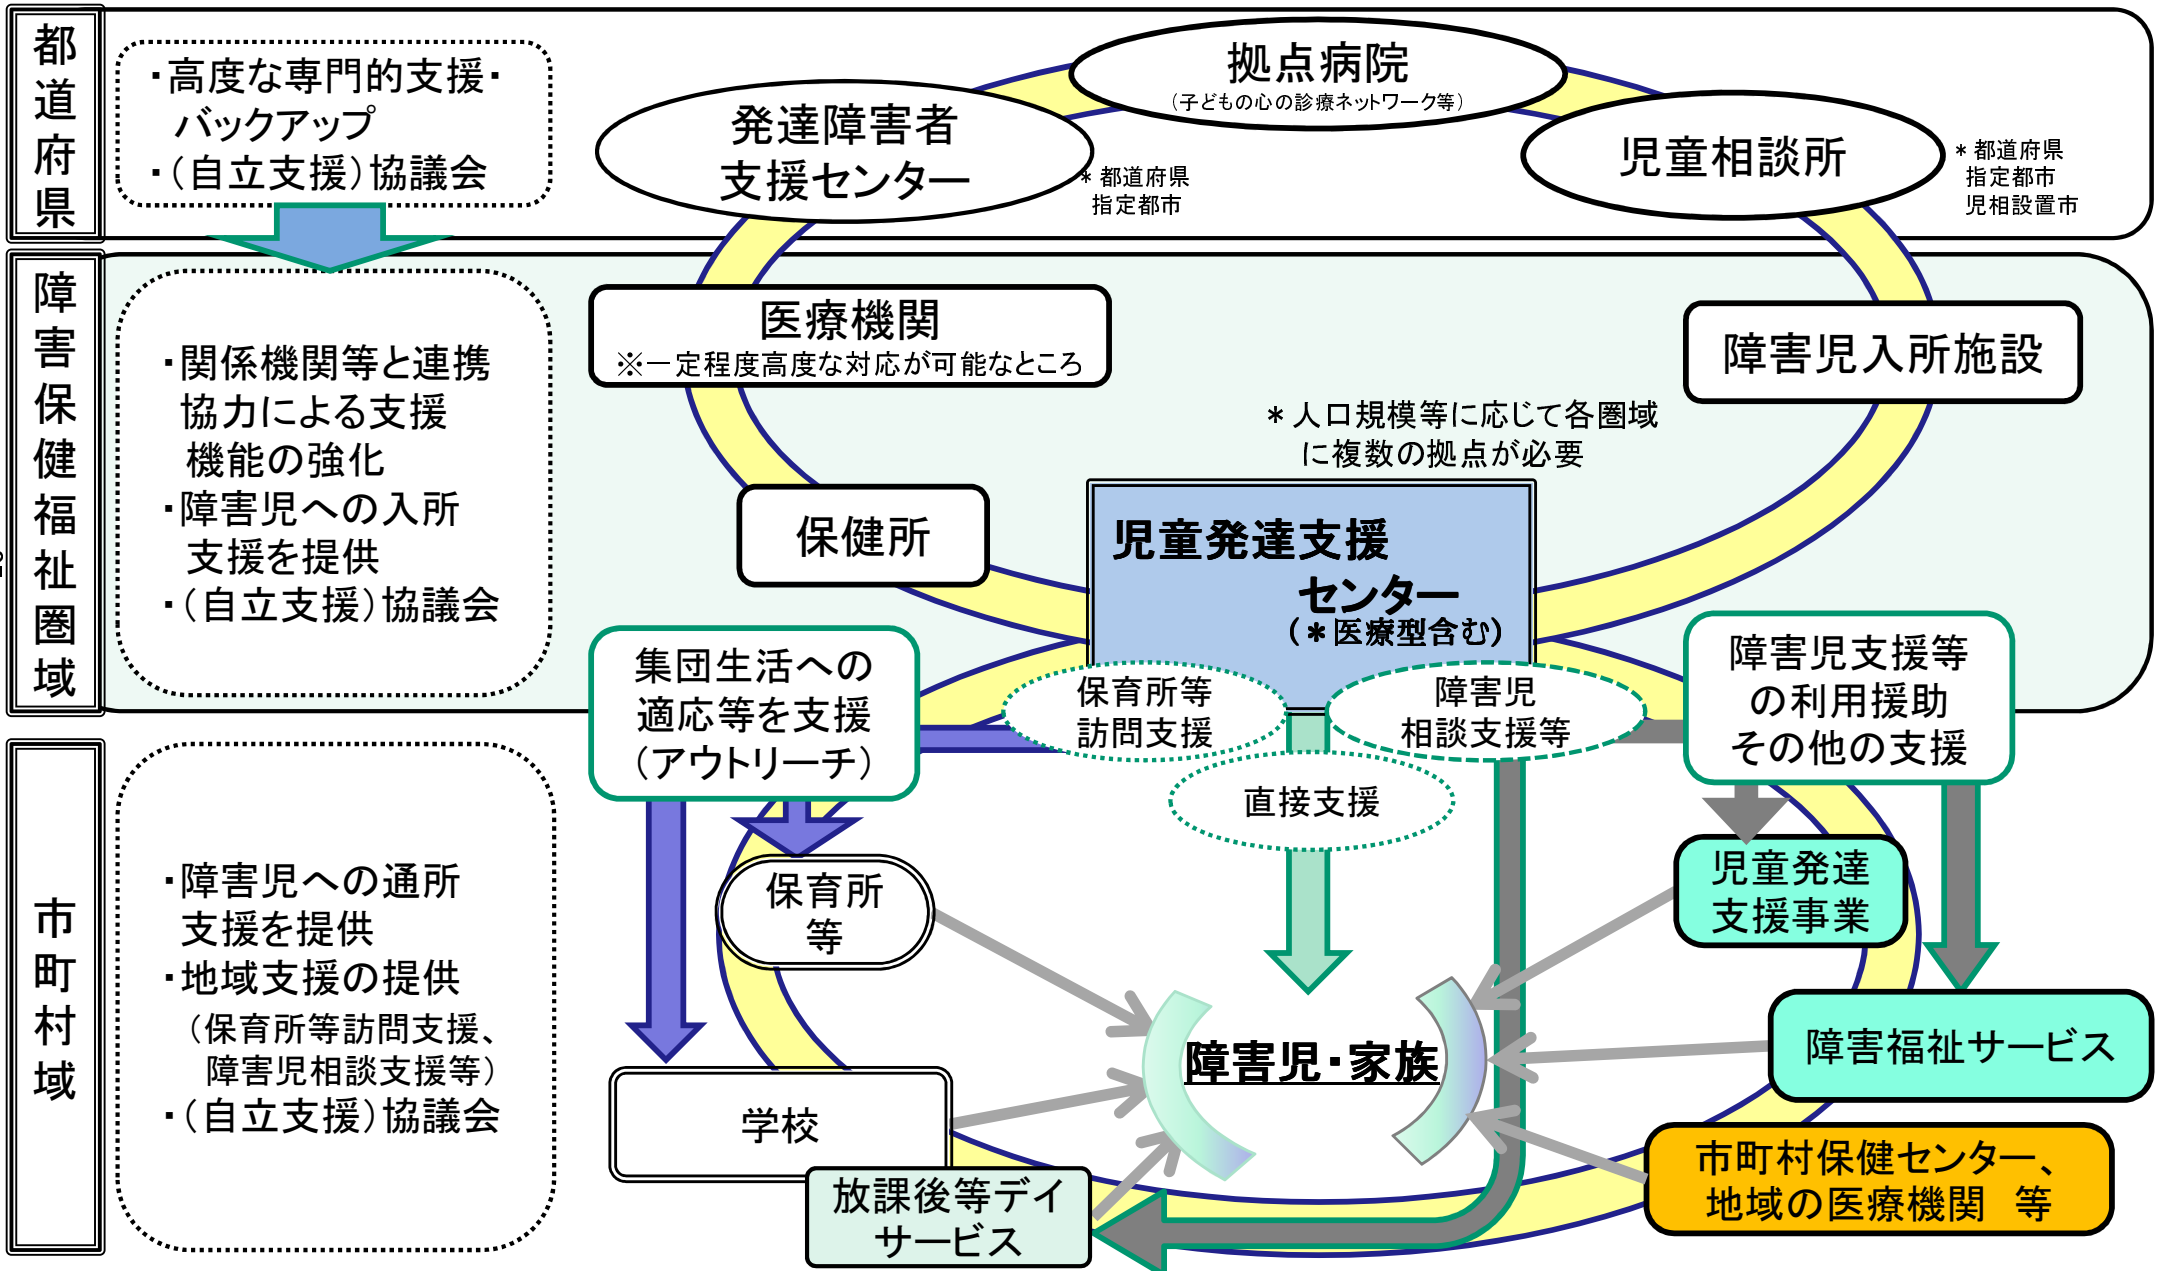 都道府県
・高度な専門的支援・
バックアップ
・（自立支援）協議会
拠点病院
（子どもの心の診療ネットワーク等）
発達障害者
支援センター
＊都道府県
指定都市
児童相談所
＊都道府県
指定都市
児相設置市
障害保健福祉圏域
・関係機関等と連携
協力による支援
機能の強化
・障害児への入所
支援を提供
・（自立支援）協議会
医療機関
※一定程度高度な対応が可能なところ
障害児入所施設
＊人口規模等に応じて各圏域
に複数の拠点が必要
保健所
児童発達支援
センター
（＊医療型含む）
集団生活への
適応等を支援
（アウトリーチ）
保育所等
訪問支援
障害児
相談支援等
直接支援
障害児支援等
の利用援助
その他の支援
市町村域
・障害児への通所
支援を提供
・地域支援の提供
（保育所等訪問支援、
障害児相談支援等）
・（自立支援）協議会
保育所
等
児童発達
支援事業
障害児・家族
障害福祉サービス
学校
放課後等デイ
サービス
市町村保健センター、
地域の医療機関　等